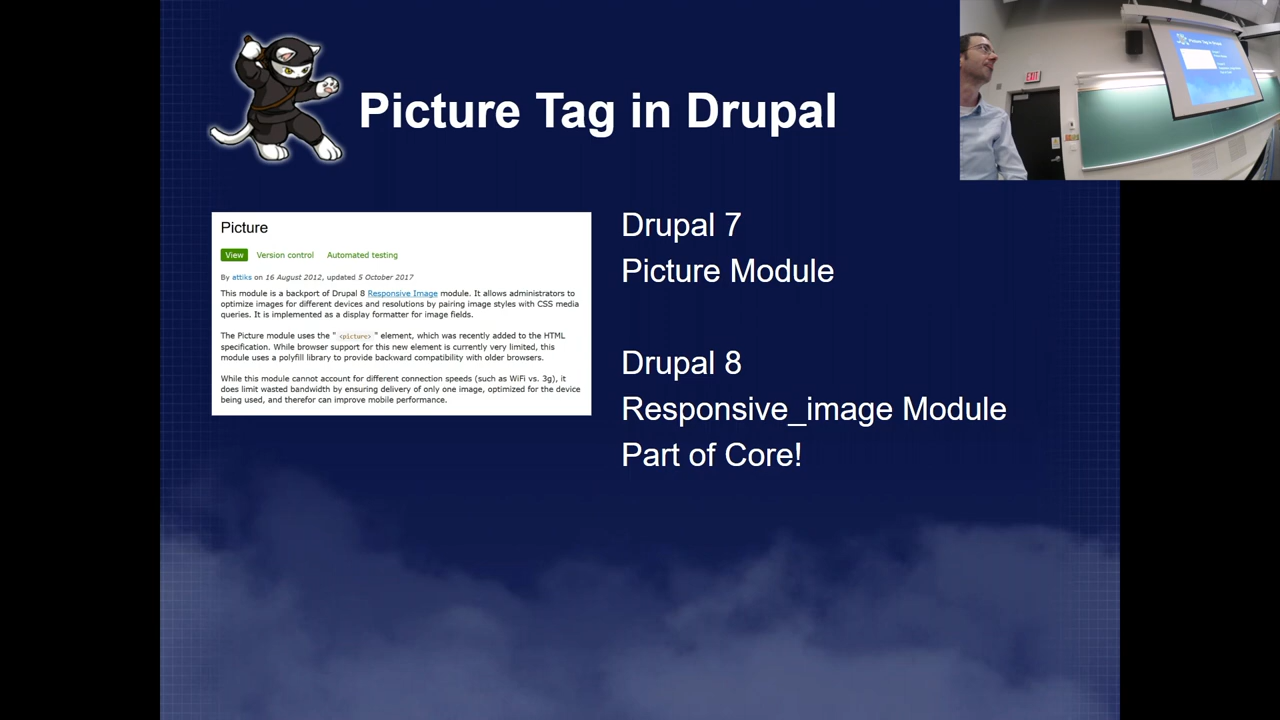 Picture Tag in Drupal
EXIT
Picture
View Version control Automated testing
By attiks on 16 August 2012, updated 5 October 2017
This module is a backport of Drupal 8 Responsive Image module. It allows administrators to
optimize images for different devices and resolutions by pairing image styles with CSS media
queries. It is implemented as a display formatter for image fields.
The Picture module uses the " <picture> " element, which was recently added to the HTML
specification. While browser support for this new element is currently very limited, this
module uses a polyfill library to provide backward compatibility with older browsers.
While this module cannot account for different connection speeds (such as WiFi vs. 3g), it
does limit wasted bandwidth by ensuring delivery of only one image, optimized for the device
being used, and therefor can improve mobile performance.
Drupal 7
Picture Module
Drupal 8
Responsive_image Module
Part of Core!